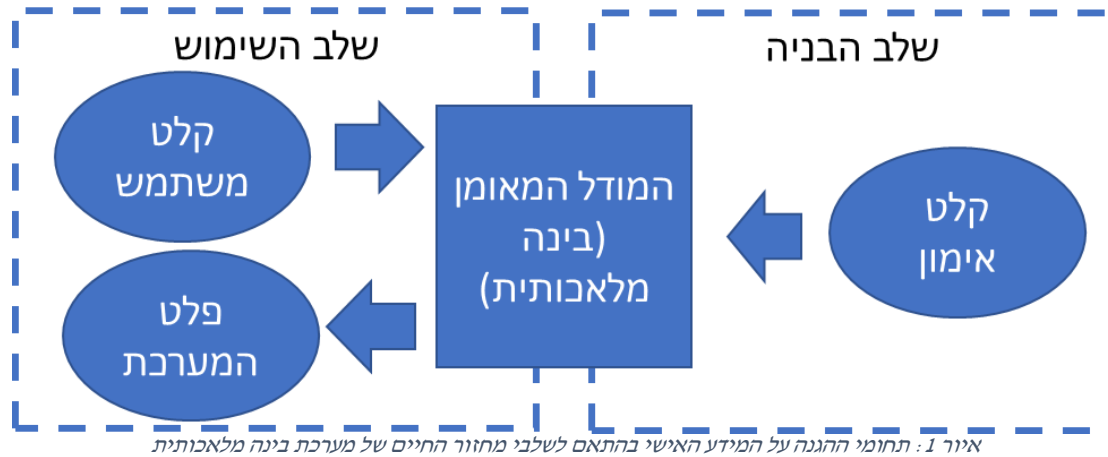 שלב הבניה
שלב השימוש
קלט
אימון
המודל המאומן
(בינה
מלאכותית)
קלט
משתמש
פלט
המערכת
איור 1: תחומי ההגנה על המידע האישי בהתאם לשלבי מחזור החיים של מערכת בינה מלאכותית